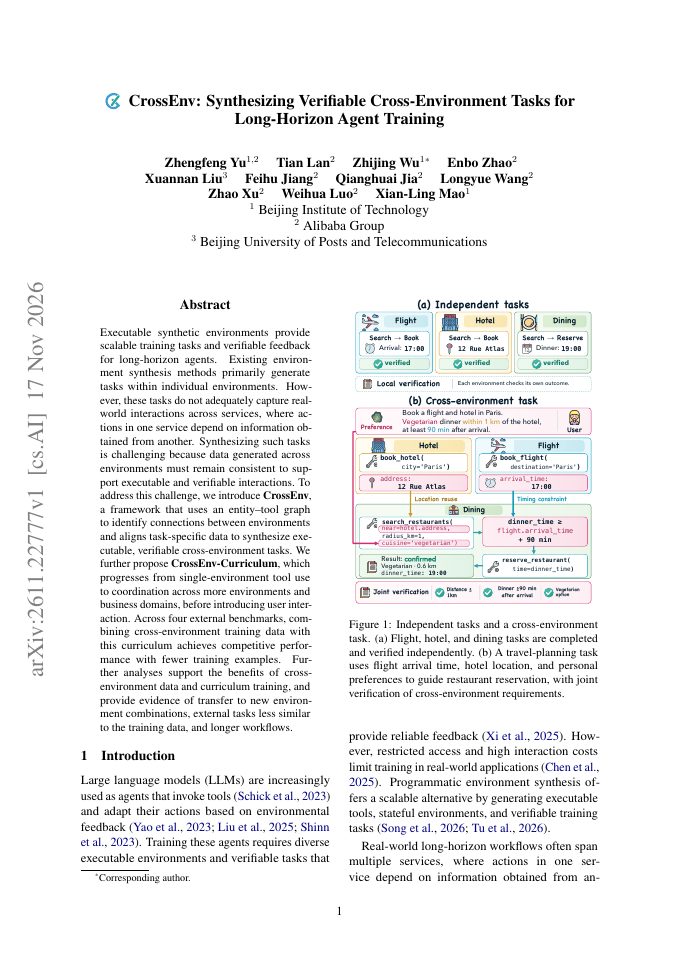 CrossEnv: Synthesizing Verifiable Cross-Environment Tasks for
Long-Horizon Agent Training
Zhengfeng Yu1,2 Tian Lan2 Zhijing Wu1* Enbo Zhao2
Xuannan Liu3 Feihu Jiang2 Qianghuai Jia2 Longyue Wang2
Zhao Xu2 Weihua Luo2 Xian-Ling Mao1
1 Beijing Institute of Technology
2 Alibaba Group
3 Beijing University of Posts and Telecommunications
arXiv:2611.22777v1 [cs.AI] 17 Nov 2026
Abstract
Executable synthetic environments provide
scalable training tasks and verifiable feedback
for long-horizon agents. Existing environ-
ment synthesis methods primarily generate
tasks within individual environments. How-
ever, these tasks do not adequately capture real-
world interactions across services, where ac-
tions in one service depend on information ob-
tained from another. Synthesizing such tasks
is challenging because data generated across
environments must remain consistent to sup-
port executable and verifiable interactions. To
address this challenge, we introduce CrossEnv,
a framework that uses an entity–tool graph
to identify connections between environments
and aligns task-specific data to synthesize exe-
cutable, verifiable cross-environment tasks. We
further propose CrossEnv-Curriculum, which
progresses from single-environment tool use
to coordination across more environments and
business domains, before introducing user inter-
action. Across four external benchmarks, com-
bining cross-environment training data with
this curriculum achieves competitive perfor-
mance with fewer training examples. Fur-
ther analyses support the benefits of cross-
environment data and curriculum training, and
provide evidence of transfer to new environ-
ment combinations, external tasks less similar
to the training data, and longer workflows.
1 Introduction
Large language models (LLMs) are increasingly
used as agents that invoke tools (Schick et al., 2023)
and adapt their actions based on environmental
feedback (Yao et al., 2023; Liu et al., 2025; Shinn
et al., 2023). Training these agents requires diverse
executable environments and verifiable tasks that
*Corresponding author.
(a) Independent tasks
Flight
Search → Book
Arrival: 17:00
verified
Hotel
Search → Book
12 Rue Atlas
verified
Dining
Search → Reserve
Dinner: 19:00
verified
Local verification
Each environment checks its own outcome.
(b) Cross-environment task
Preference
Book a flight and hotel in Paris.
Vegetarian dinner within 1 km of the hotel,
at least 90 min after arrival.
User
Hotel
book_hotel(
city='Paris')
address:
12 Rue Atlas
Flight
book_flight(
destination='Paris')
arrival_time:
17:00
Location reuse
Timing constraint
Dining
search_restaurants(
near=hotel.address,
radius_km=1,
cuisine='vegetarian')
dinner_time ≥
flight.arrival_time
+ 90 min
Result: confirmed
Vegetarian · 0.6 km
dinner_time: 19:00
reserve_restaurant(
time=dinner_time)
Joint verification
Distance ≤
1km
Dinner ≥90 min
after arrival
Vegetarian
option
Figure 1: Independent tasks and a cross-environment
task. (a) Flight, hotel, and dining tasks are completed
and verified independently. (b) A travel-planning task
uses flight arrival time, hotel location, and personal
preferences to guide restaurant reservation, with joint
verification of cross-environment requirements.
provide reliable feedback (Xi et al., 2025). How-
ever, restricted access and high interaction costs
limit training in real-world applications (Chen et al.,
2025). Programmatic environment synthesis of-
fers a scalable alternative by generating executable
tools, stateful environments, and verifiable training
tasks (Song et al., 2026; Tu et al., 2026).
Real-world long-horizon workflows often span
multiple services, where actions in one ser-
vice depend on information obtained from an-
1